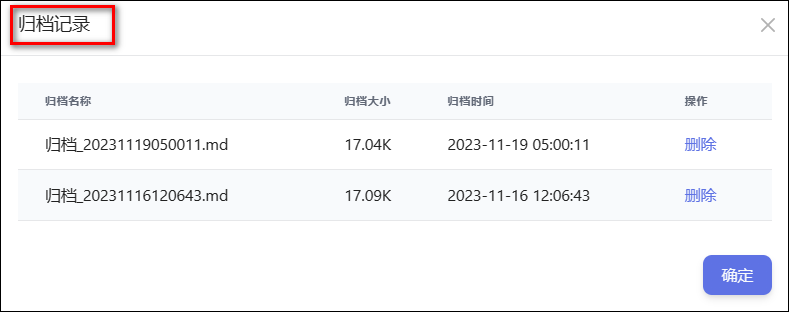 归档记录
归档名称 归档大小 归档时间 操作
归档_20231119050011.md 17.04K 2023-11-19 05:00:11 删除
归档_20231116120643.md 17.09K 2023-11-16 12:06:43 删除
确定